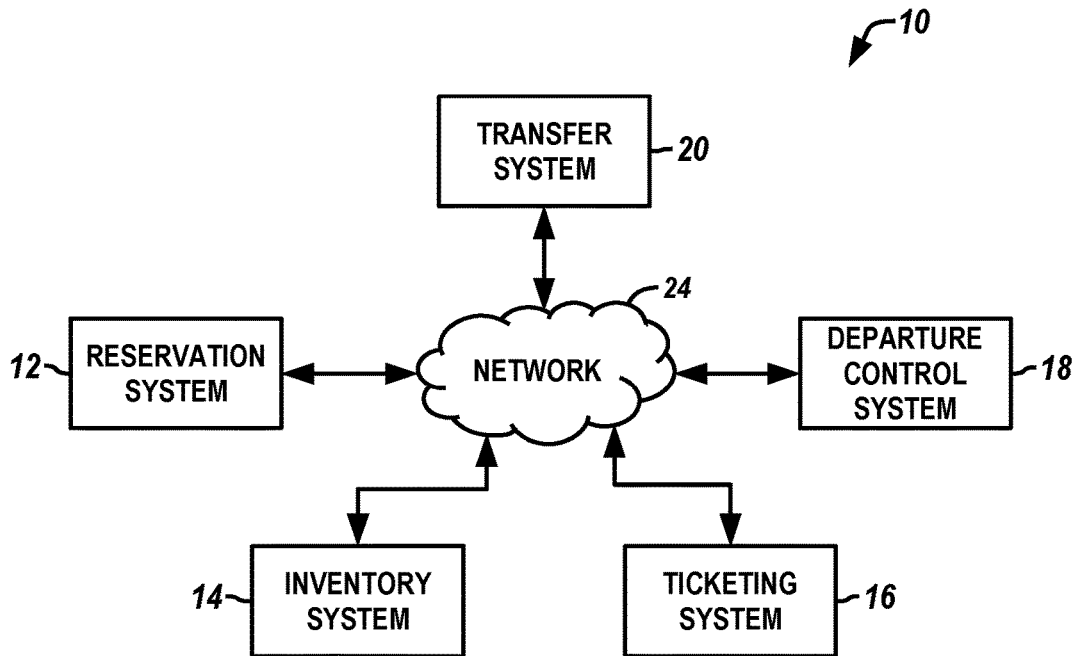 10
TRANSFER
SYSTEM
20
24
NETWORK
12
RESERVATION
SYSTEM
DEPARTURE
CONTROL
SYSTEM
18
14
INVENTORY
SYSTEM
TICKETING
SYSTEM
16